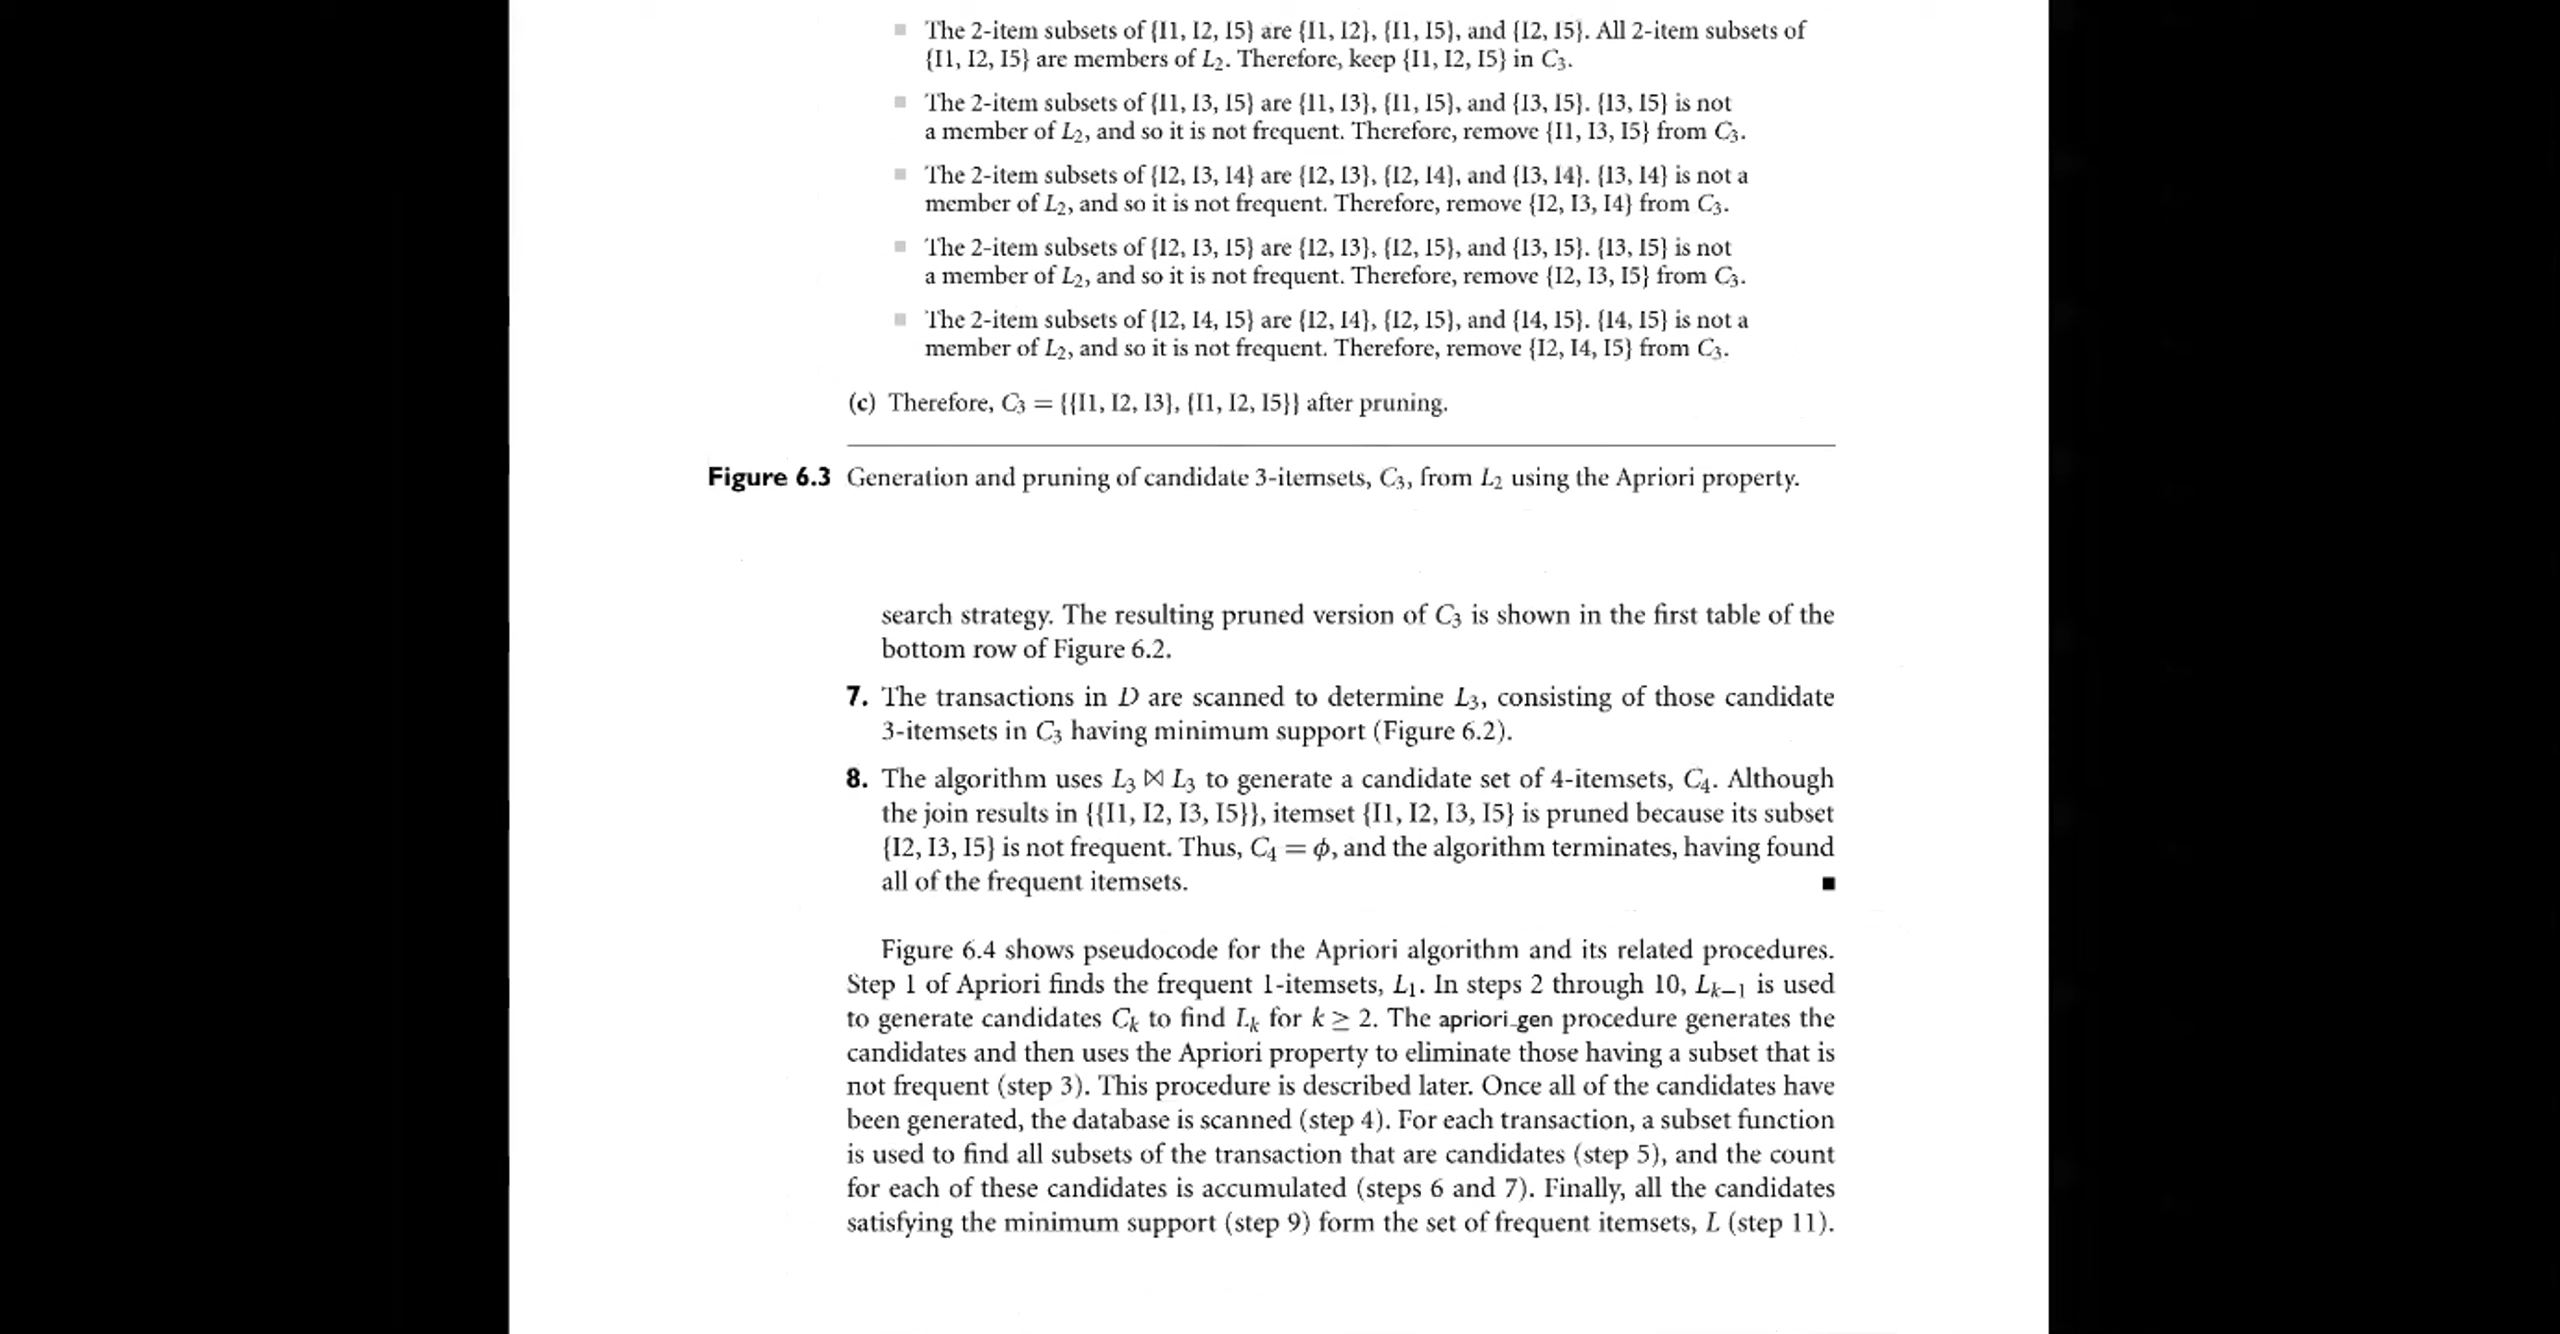 The 2-item subsets of {I1, I2, I5} are {I1, I2}, {I1, I5}, and {I2, I5}. All 2-item subsets of
{I1, I2, I5} are members of L₂. Therefore, keep {I1, I2, I5} in C₃.
The 2-item subsets of {I1, I3, I5} are {I1, I3}, {I1, I5}, and {I3, I5}. {I3, I5} is not
a member of L₂, and so it is not frequent. Therefore, remove {I1, I3, I5} from C₃.
The 2-item subsets of {I2, I3, I4} are {I2, I3}, {I2, I4}, and {I3, I4}. {I3, I4} is not a
member of L₂, and so it is not frequent. Therefore, remove {I2, I3, I4} from C₃.
The 2-item subsets of {I2, I3, I5} are {I2, I3}, {I2, I5}, and {I3, I5}. {I3, I5} is not
a member of L₂, and so it is not frequent. Therefore, remove {I2, I3, I5} from C₃.
The 2-item subsets of {I2, I4, I5} are {I2, I4}, {I2, I5}, and {I4, I5}. {I4, I5} is not a
member of L₂, and so it is not frequent. Therefore, remove {I2, I4, I5} from C₃.
(c) Therefore, C₃ = {{I1, I2, I3}, {I1, I2, I5}} after pruning.
Figure 6.3 Generation and pruning of candidate 3-itemsets, C₃, from L₂ using the Apriori property.
search strategy. The resulting pruned version of C₃ is shown in the first table of the
bottom row of Figure 6.2.
7. The transactions in D are scanned to determine L₃, consisting of those candidate
3-itemsets in C₃ having minimum support (Figure 6.2).
8. The algorithm uses L₃ ⋈ L₃ to generate a candidate set of 4-itemsets, C₄. Although
the join results in {{I1, I2, I3, I5}}, itemset {I1, I2, I3, I5} is pruned because its subset
{I2, I3, I5} is not frequent. Thus, C₄ = ϕ, and the algorithm terminates, having found
all of the frequent itemsets. ■
Figure 6.4 shows pseudocode for the Apriori algorithm and its related procedures.
Step 1 of Apriori finds the frequent 1-itemsets, L₁. In steps 2 through 10, Lₖ₋₁ is used
to generate candidates Cₖ to find Lₖ for k ≥ 2. The apriori_gen procedure generates the
candidates and then uses the Apriori property to eliminate those having a subset that is
not frequent (step 3). This procedure is described later. Once all of the candidates have
been generated, the database is scanned (step 4). For each transaction, a subset function
is used to find all subsets of the transaction that are candidates (step 5), and the count
for each of these candidates is accumulated (steps 6 and 7). Finally, all the candidates
satisfying the minimum support (step 9) form the set of frequent itemsets, L (step 11).